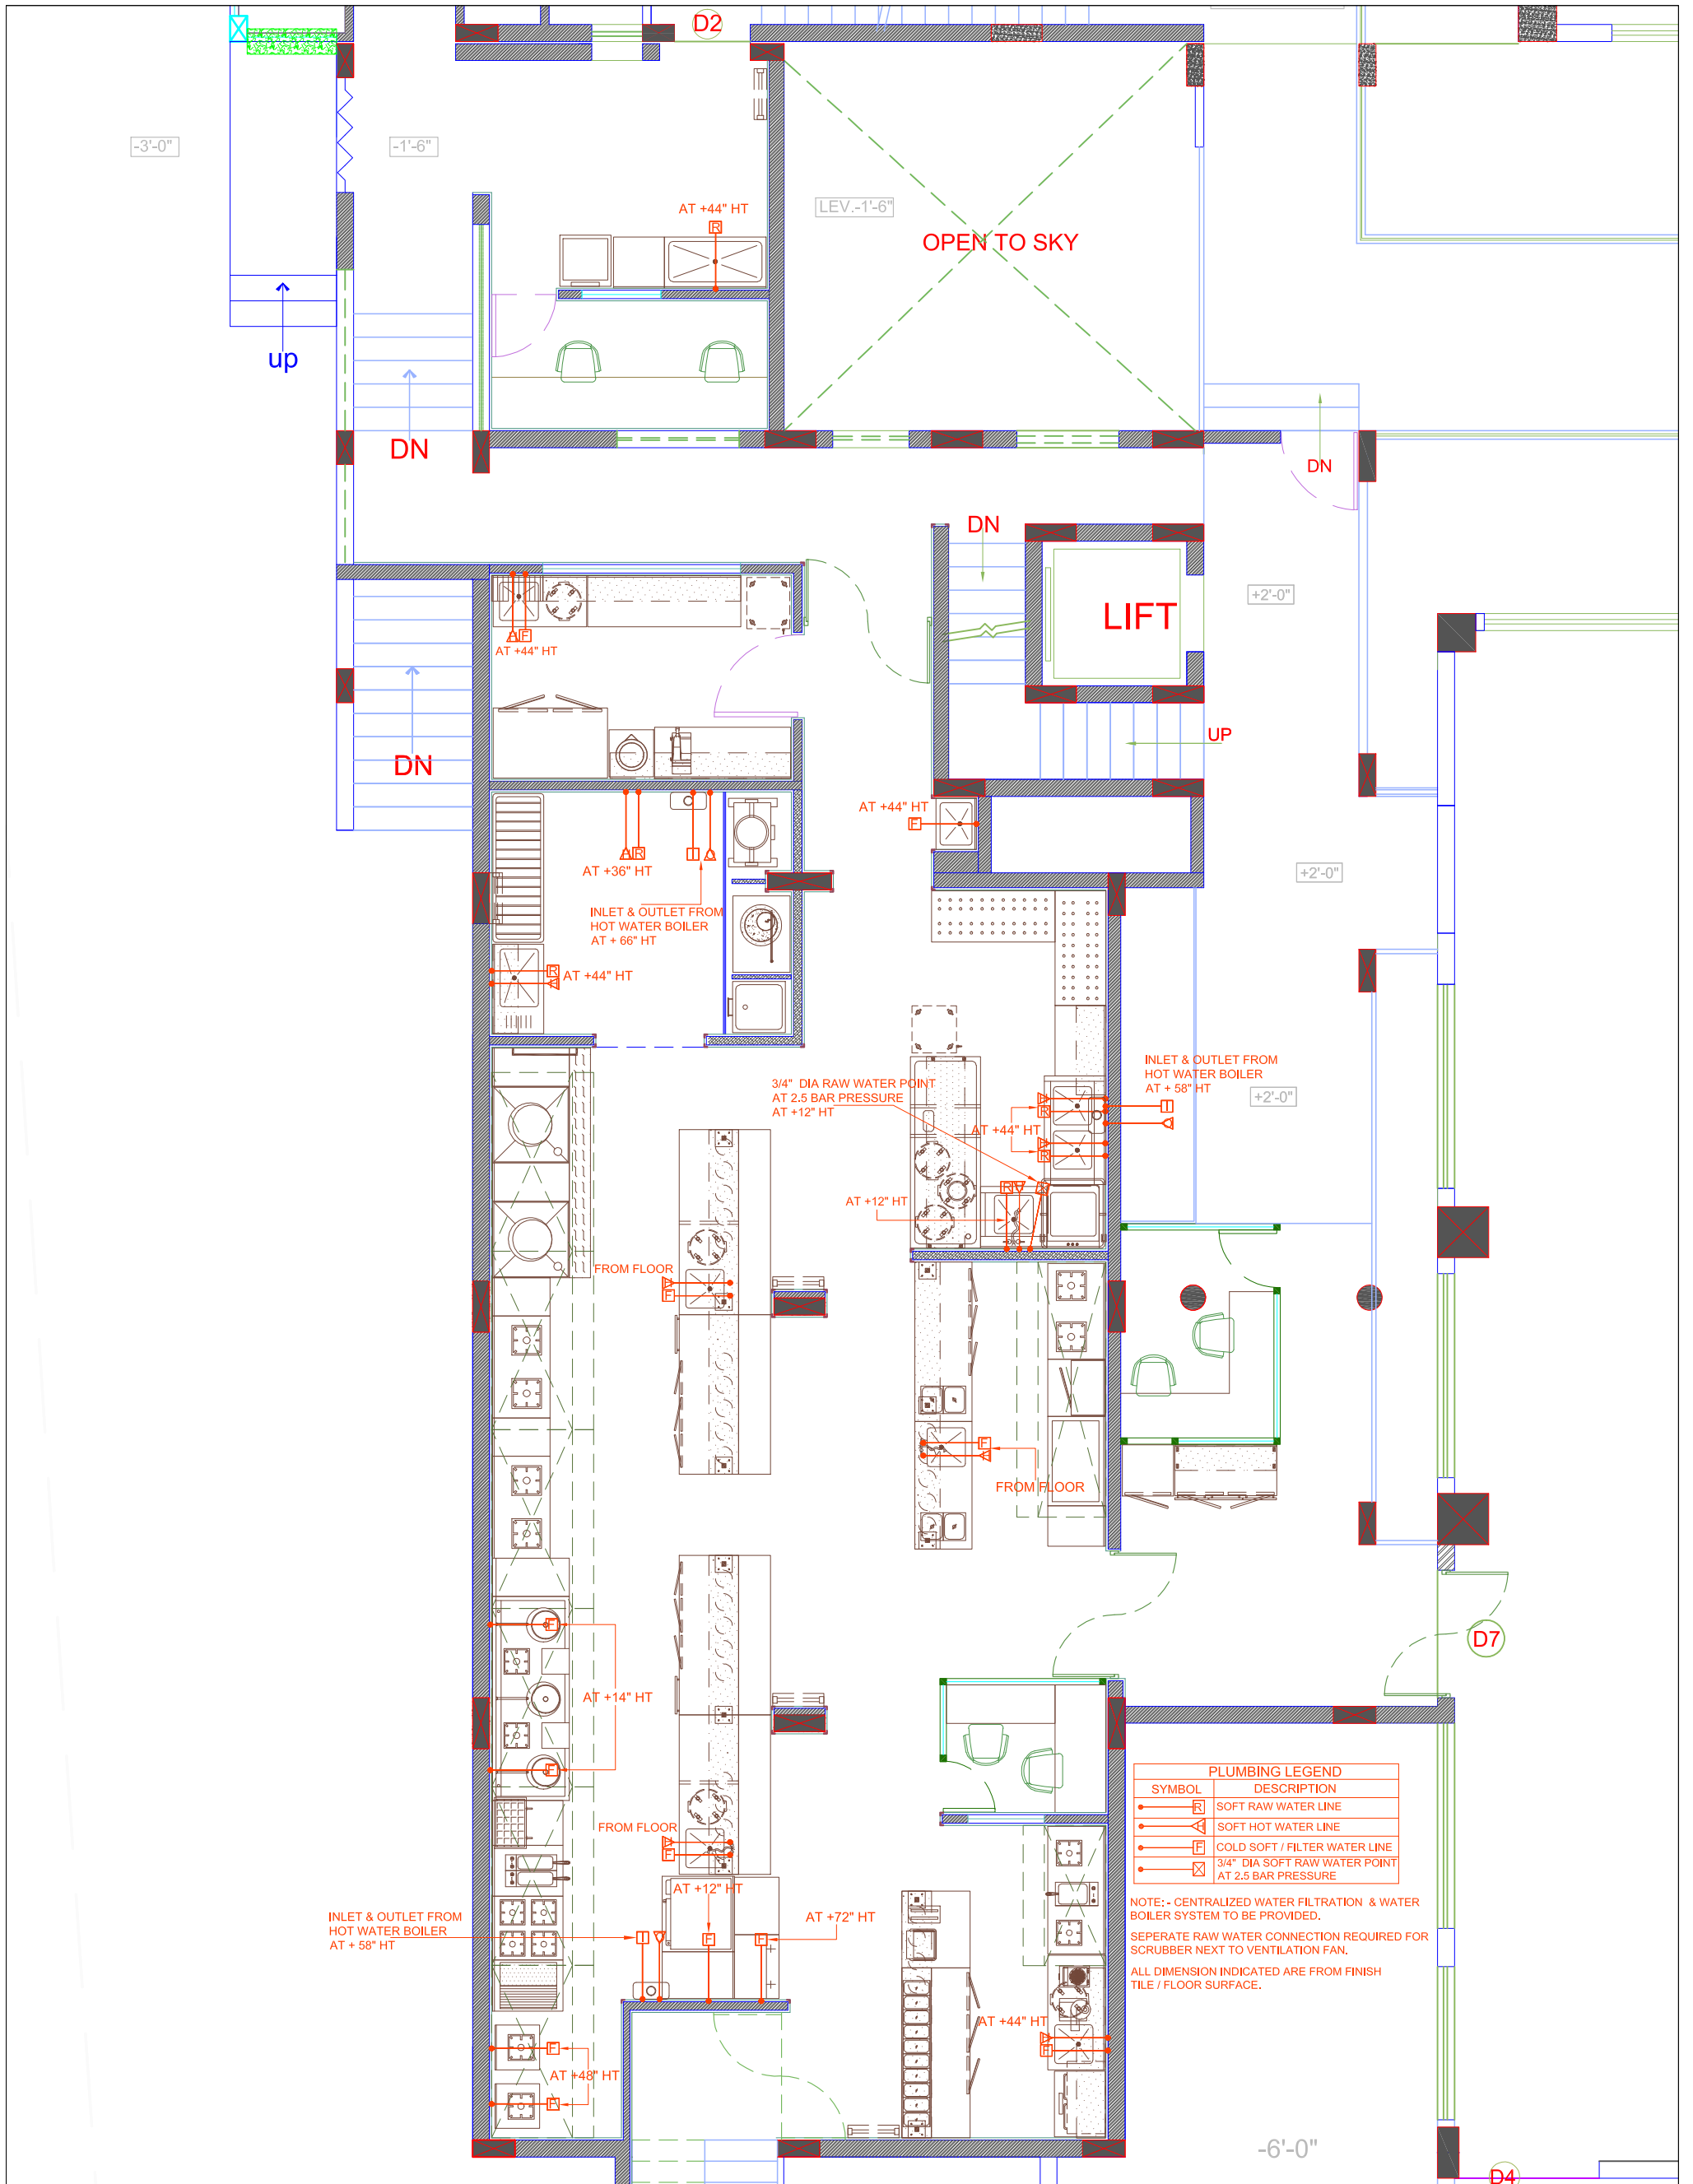 D2
-3'-0"
-1'-6"
AT +44" HT
R
LEV.-1'-6"
OPEN TO SKY
up
DN
DN
DN
LIFT
+2'-0"
H F
AT +44" HT
UP
DN
AT +44" HT
F
H R
I O
AT +36" HT
+2'-0"
INLET & OUTLET FROM
HOT WATER BOILER
AT + 66" HT
R
AT +44" HT
H
INLET & OUTLET FROM
HOT WATER BOILER
AT + 58" HT
3/4" DIA RAW WATER POINT
AT 2.5 BAR PRESSURE
AT +12" HT
+2'-0"
H
R
I
O
AT +44" HT
H
R
R H
AT +12" HT
FROM FLOOR
H
F
F
H
FROM FLOOR
F
D7
AT +14" HT
F
PLUMBING LEGEND
SYMBOL DESCRIPTION
R SOFT RAW WATER LINE
H SOFT HOT WATER LINE
F COLD SOFT / FILTER WATER LINE
3/4" DIA SOFT RAW WATER POINT
AT 2.5 BAR PRESSURE
FROM FLOOR
H
F
AT +12" HT
NOTE: - CENTRALIZED WATER FILTRATION & WATER
BOILER SYSTEM TO BE PROVIDED.
SEPERATE RAW WATER CONNECTION REQUIRED FOR
SCRUBBER NEXT TO VENTILATION FAN.
ALL DIMENSION INDICATED ARE FROM FINISH
TILE / FLOOR SURFACE.
INLET & OUTLET FROM
HOT WATER BOILER
AT + 58" HT
AT +72" HT
I O F F
AT +44" HT
H
F
F
AT +48" HT
F
-6'-0"
D4